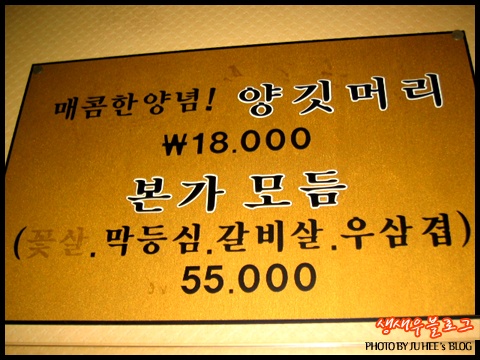 매콤한양념! 양깃머리
₩18.000
본가 모듬
(꽃살.막등심.갈비살.우삼겹)
55.000
생새우블로그
PHOTO BY JU HEE's BLOG